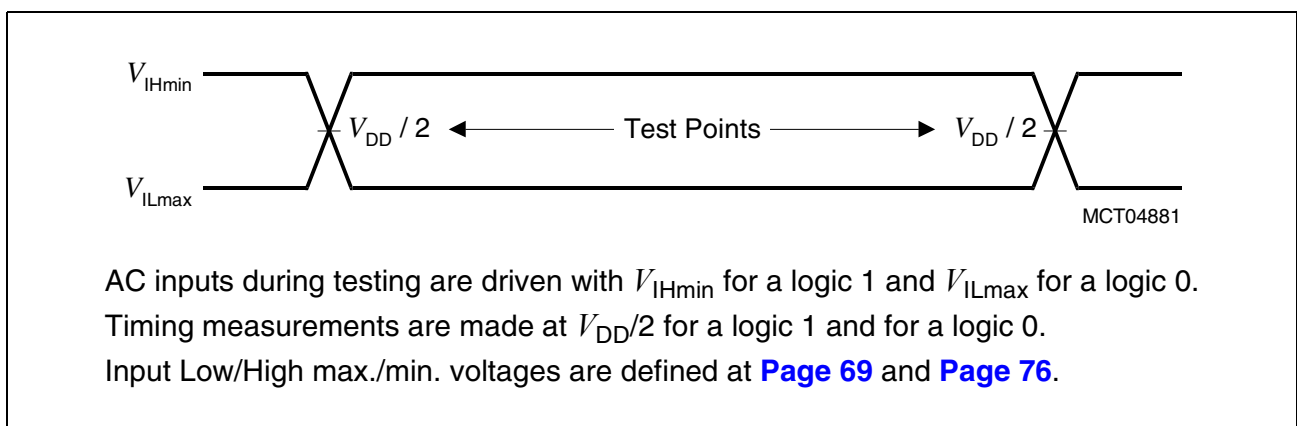 VIHmin
VDD / 2 Test Points VDD / 2
VILmax
MCT04881
AC inputs during testing are driven with VIHmin for a logic 1 and VILmax for a logic 0.
Timing measurements are made at VDD/2 for a logic 1 and for a logic 0.
Input Low/High max./min. voltages are defined at Page 69 and Page 76.